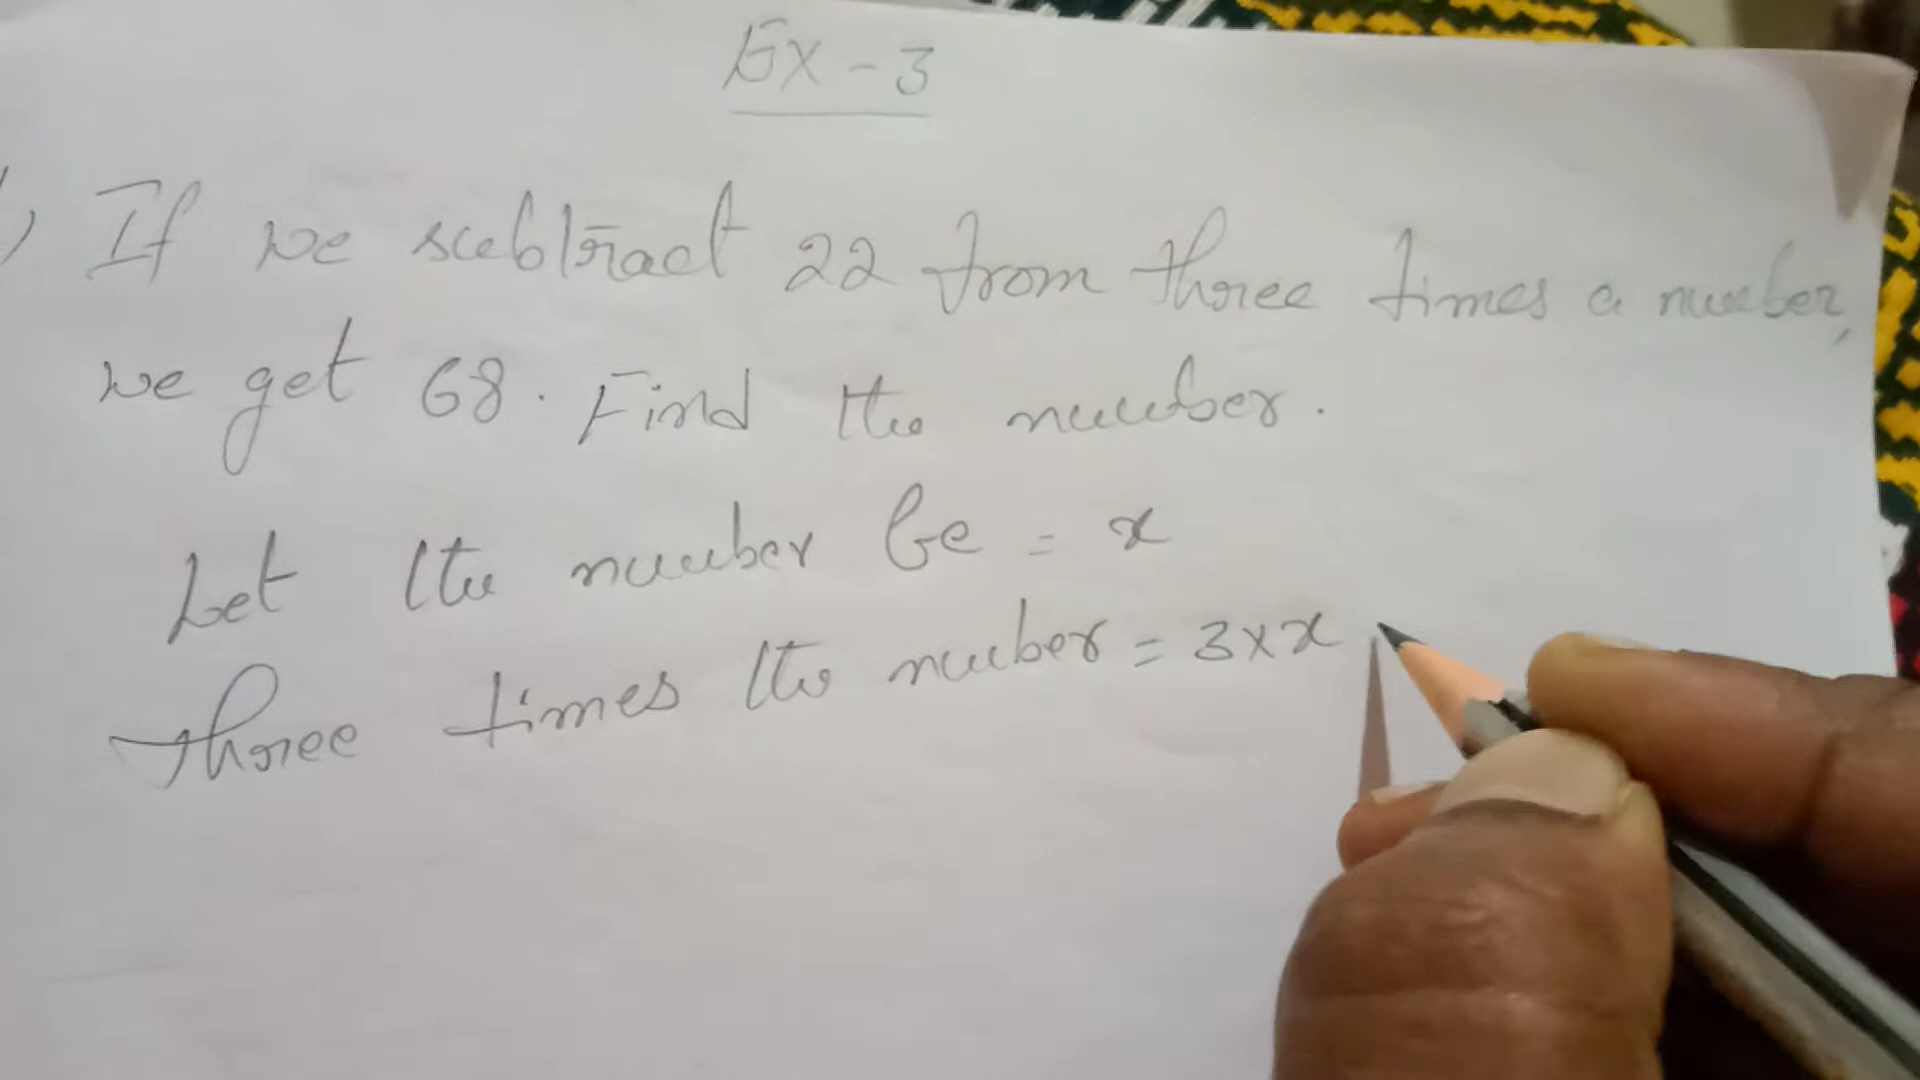 Ex - 3
) If we subtract 22 from three times a number,
we get 68. Find the number.
Let the number be = x
Three times the number = 3 x x